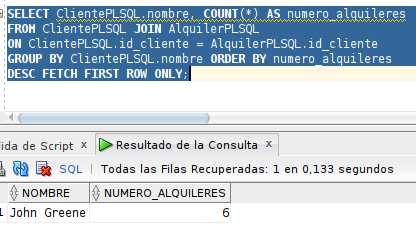 SELECT ClientePLSQL.nombre, COUNT(*) AS numero_alquileres
FROM ClientePLSQL JOIN AlquilerPLSQL
ON ClientePLSQL.id_cliente = AlquilerPLSQL.id_cliente
GROUP BY ClientePLSQL.nombre ORDER BY numero_alquileres
DESC FETCH FIRST ROW ONLY;
lida de Script x Resultado de la Consulta x
SQL | Todas las Filas Recuperadas: 1 en 0,133 segundos
NOMBRE NUMERO_ALQUILERES
1 John Greene 6